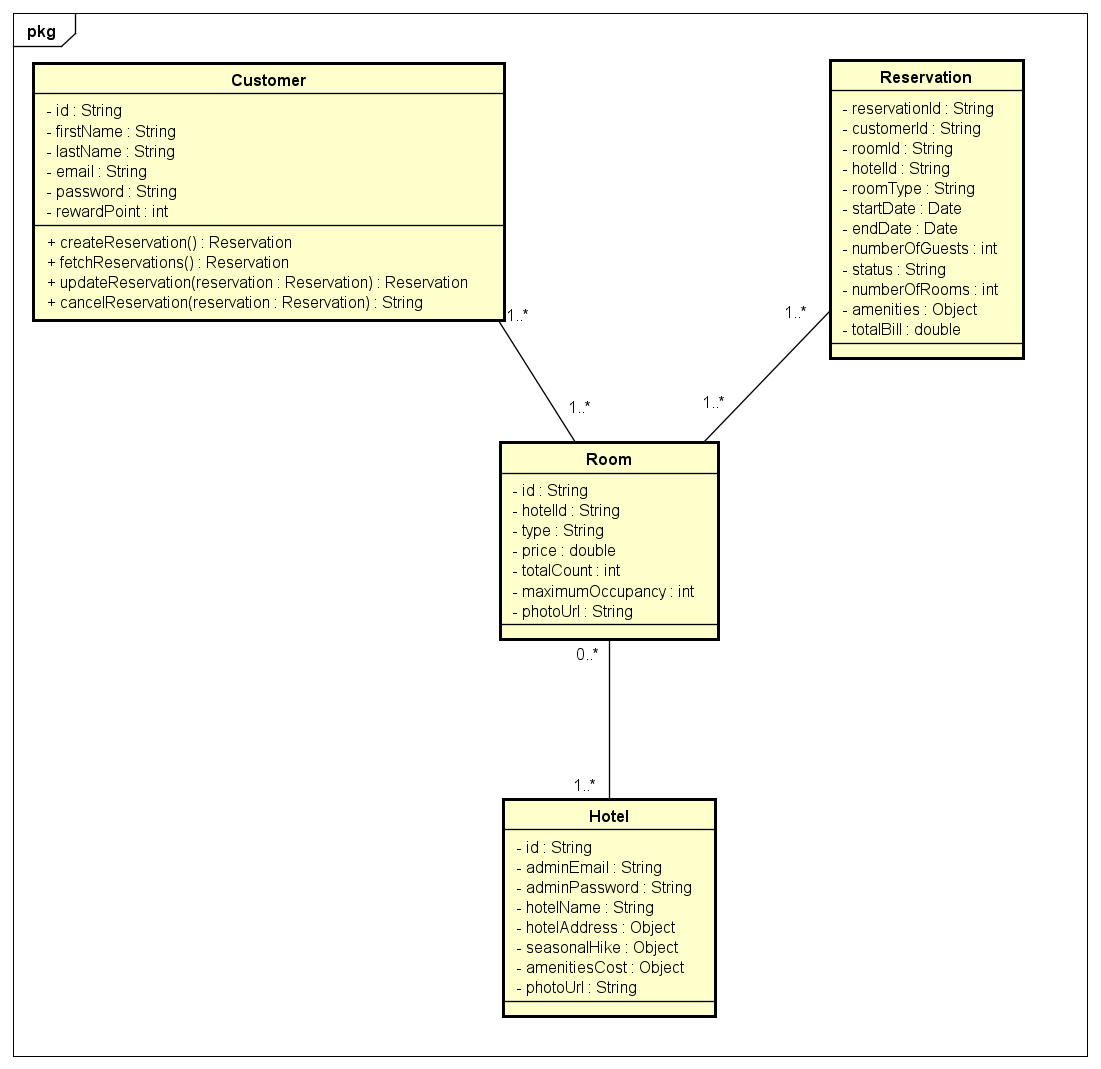 pkg
Customer
- id : String
- firstName : String
- lastName : String
- email : String
- password : String
- rewardPoint : int
+ createReservation() : Reservation
+ fetchReservations() : Reservation
+ updateReservation(reservation : Reservation) : Reservation
+ cancelReservation(reservation : Reservation) : String
1..*
1..*
Reservation
- reservationId : String
- customerId : String
- roomId : String
- hotelId : String
- roomType : String
- startDate : Date
- endDate : Date
- numberOfGuests : int
- status : String
- numberOfRooms : int
- amenities : Object
- totalBill : double
1..*
1..*
Room
- id : String
- hotelId : String
- type : String
- price : double
- totalCount : int
- maximumOccupancy : int
- photoUrl : String
0..*
1..*
Hotel
- id : String
- adminEmail : String
- adminPassword : String
- hotelName : String
- hotelAddress : Object
- seasonalHike : Object
- amenitiesCost : Object
- photoUrl : String